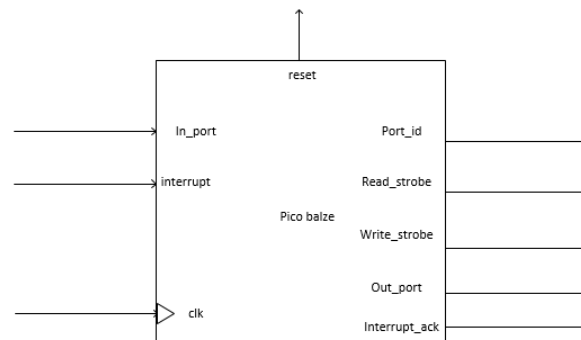 reset
In_port
Port_id
interrupt
Read_strobe
Pico balze
Write_strobe
Out_port
clk
Interrupt_ack